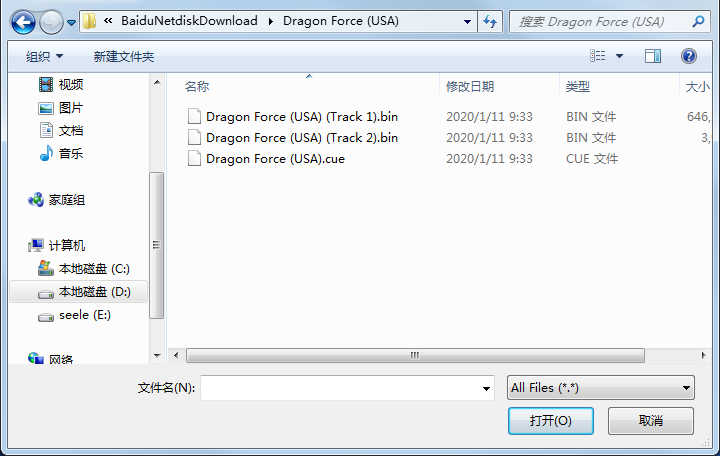 « BaiduNetdiskDownload Dragon Force (USA) 搜索 Dragon Force (USA)
组织 新建文件夹
名称 修改日期 类型 大小
视频
图片
文档
音乐
家庭组
计算机
本地磁盘 (C:)
本地磁盘 (D:)
seele (E:)
网络
Dragon Force (USA) (Track 1).bin 2020/1/11 9:33 BIN 文件 646,
Dragon Force (USA) (Track 2).bin 2020/1/11 9:33 BIN 文件 3,
Dragon Force (USA).cue 2020/1/11 9:33 CUE 文件
文件名(N): All Files (*.*)
打开(O) 取消